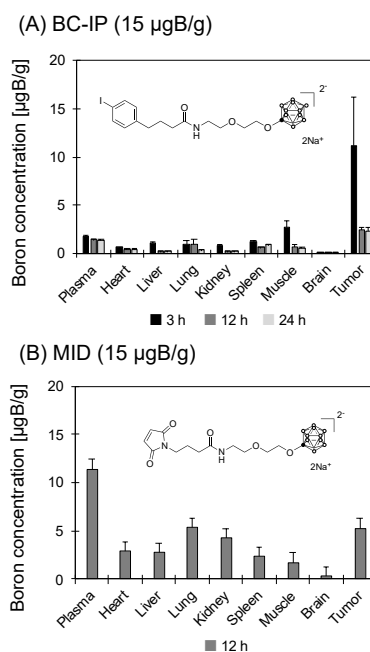 (A) BC-IP (15 µgB/g)
Boron concentration [µgB/g]
20
15
10
5
0
I
O
N
H
O
O
2-
2Na⁺
Plasma
Heart
Liver
Lung
Kidney
Spleen
Muscle
Brain
Tumor
3 h 12 h 24 h
(B) MID (15 µgB/g)
Boron concentration [µgB/g]
20
15
10
5
0
O
N
O
O
N
H
O
O
2-
2Na⁺
Plasma
Heart
Liver
Lung
Kidney
Spleen
Muscle
Brain
Tumor
12 h